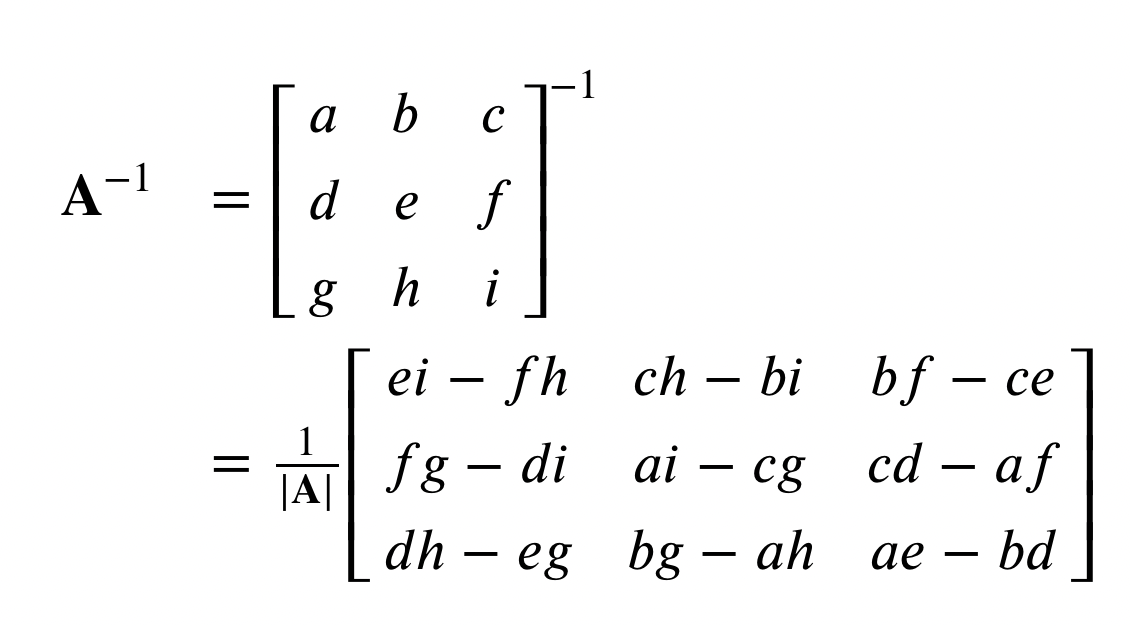 A⁻¹ = [ a b c ]⁻¹
d e f
g h i
= 1/|A| [ ei − fh ch − bi bf − ce ]
fg − di ai − cg cd − af
dh − eg bg − ah ae − bd